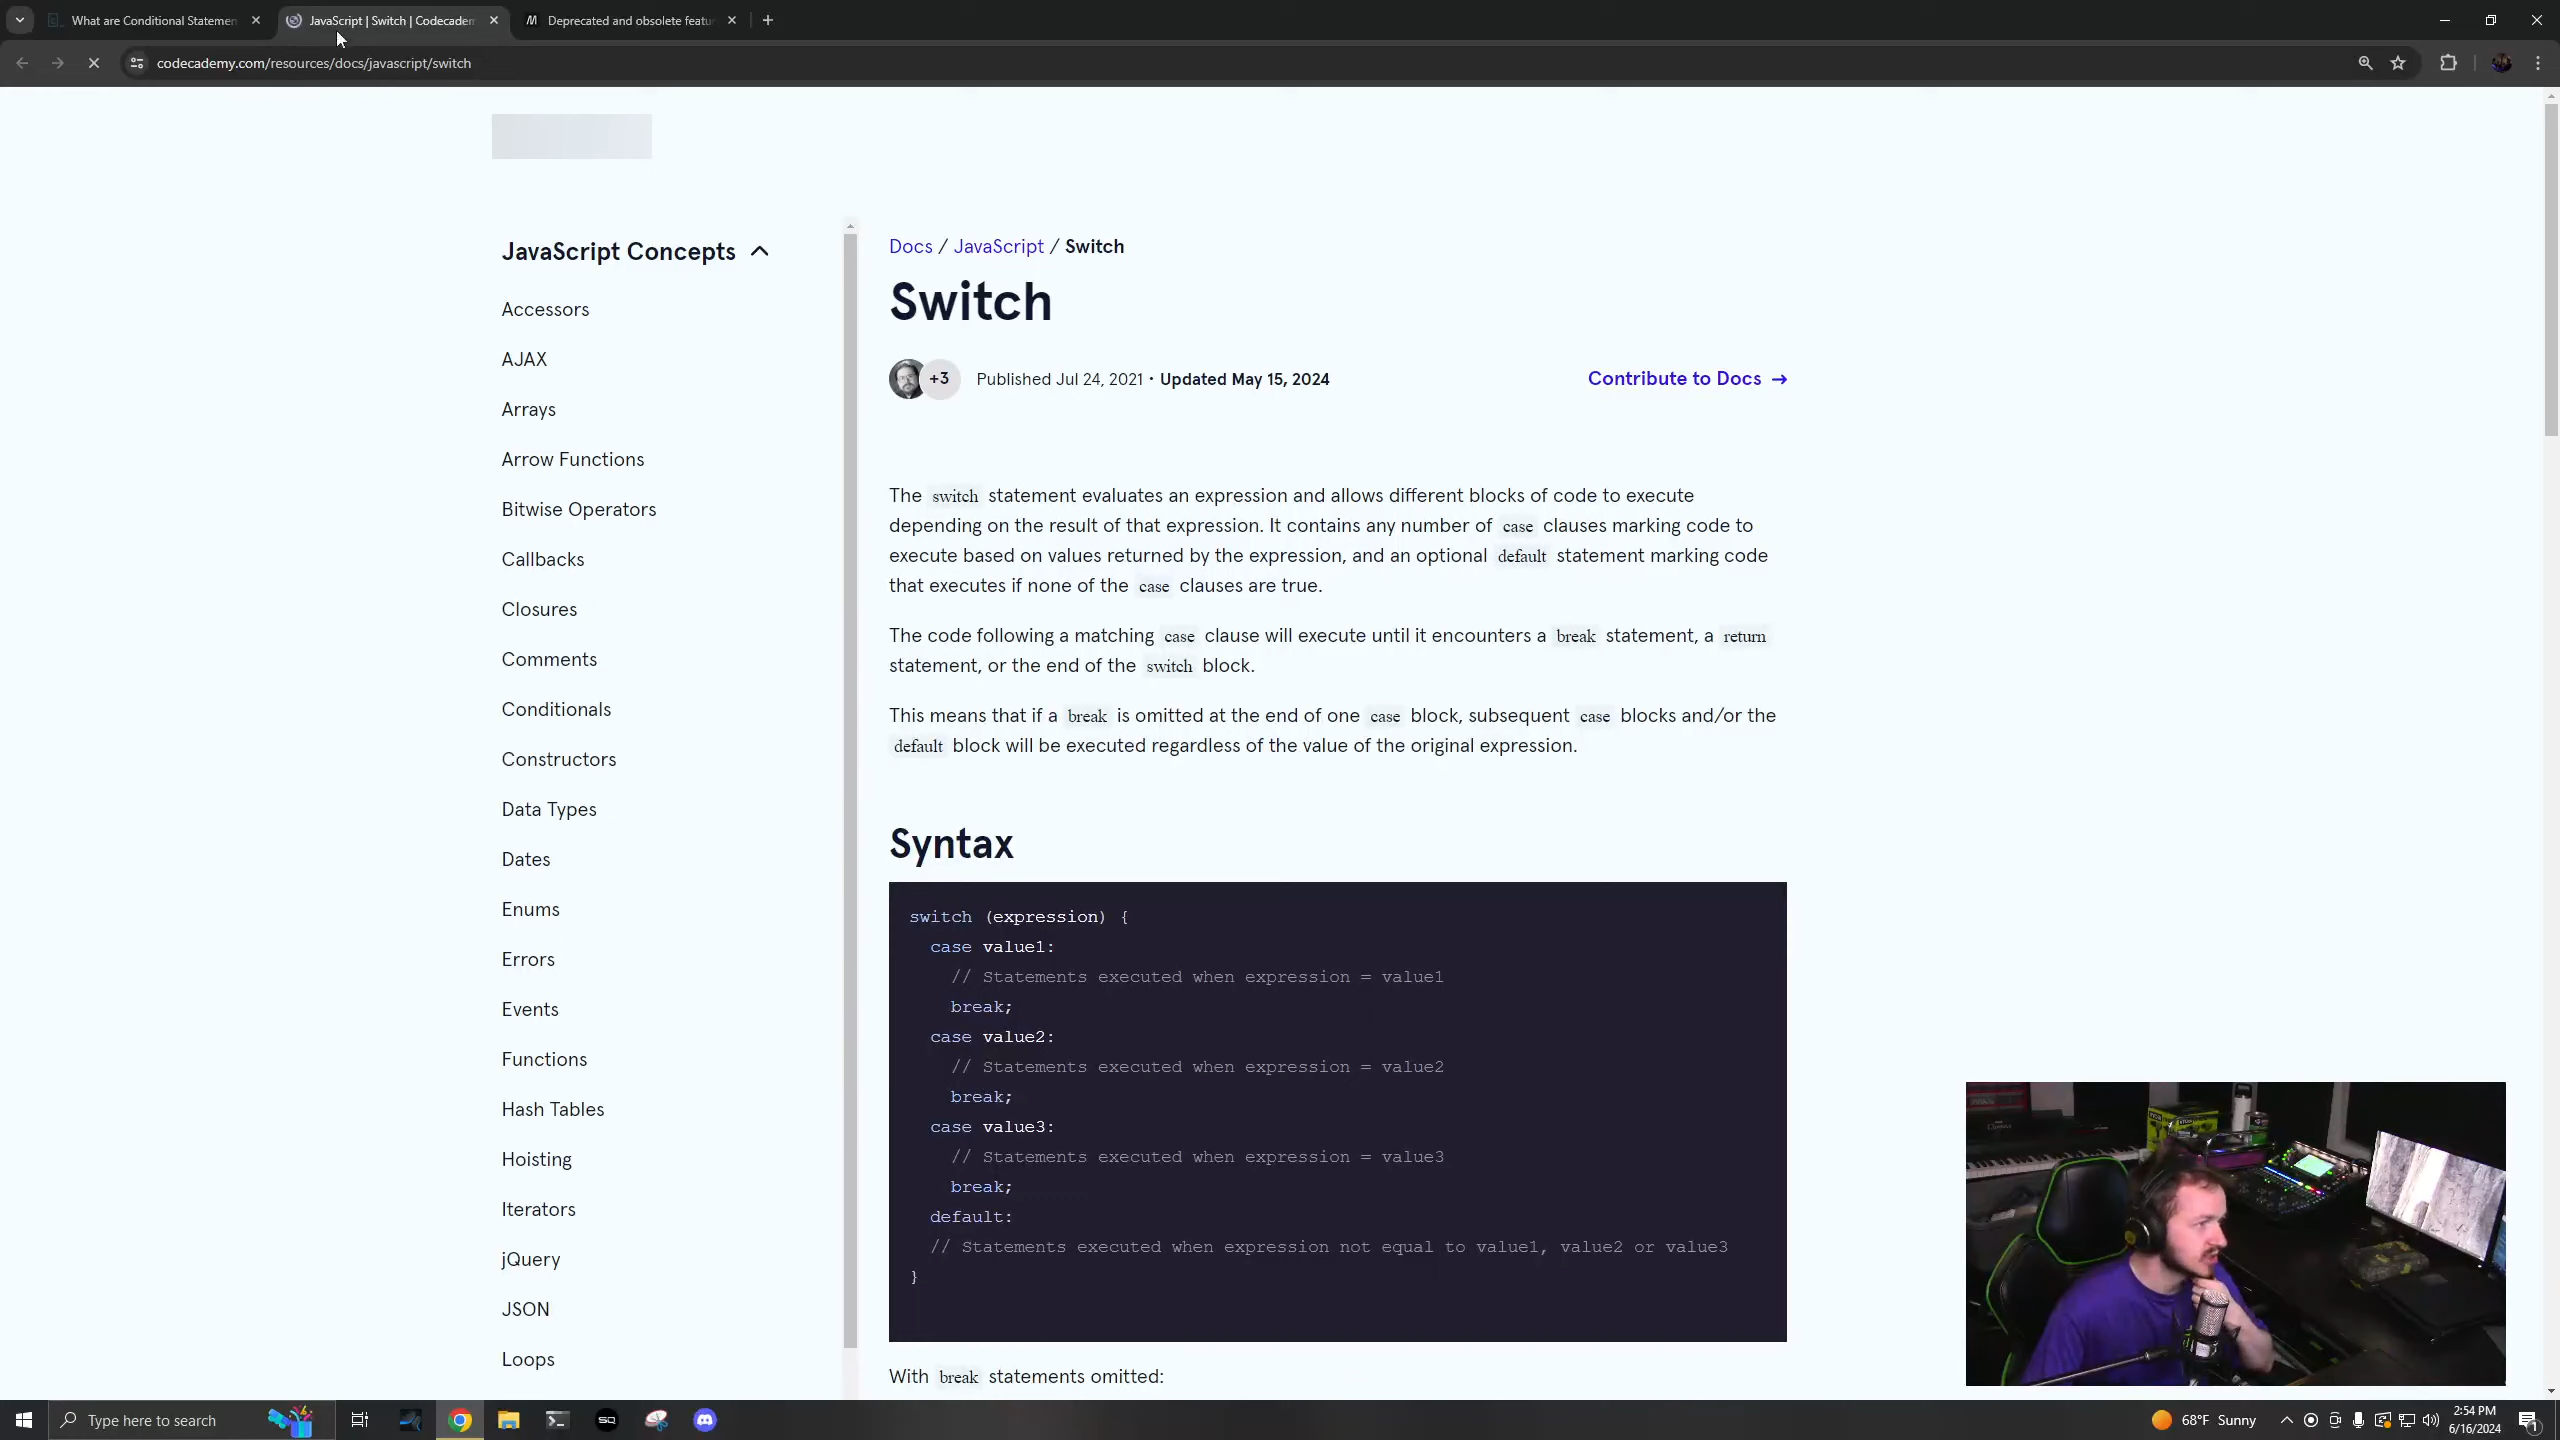 What are Conditional Statemen
JavaScript | Switch | Codecadem
Deprecated and obsolete featu
codecademy.com/resources/docs/javascript/switch
JavaScript Concepts
Accessors
AJAX
Arrays
Arrow Functions
Bitwise Operators
Callbacks
Closures
Comments
Conditionals
Constructors
Data Types
Dates
Enums
Errors
Events
Functions
Hash Tables
Hoisting
Iterators
jQuery
JSON
Loops
Docs / JavaScript / Switch
Switch
+3 Published Jul 24, 2021 • Updated May 15, 2024
Contribute to Docs →
The switch statement evaluates an expression and allows different blocks of code to execute
depending on the result of that expression. It contains any number of case clauses marking code to
execute based on values returned by the expression, and an optional default statement marking code
that executes if none of the case clauses are true.
The code following a matching case clause will execute until it encounters a break statement, a return
statement, or the end of the switch block.
This means that if a break is omitted at the end of one case block, subsequent case blocks and/or the
default block will be executed regardless of the value of the original expression.
Syntax
switch (expression) {
case value1:
// Statements executed when expression = value1
break;
case value2:
// Statements executed when expression = value2
break;
case value3:
// Statements executed when expression = value3
break;
default:
// Statements executed when expression not equal to value1, value2 or value3
}
With break statements omitted:
Type here to search
SQ
68°F Sunny
2:54 PM
6/16/2024
1